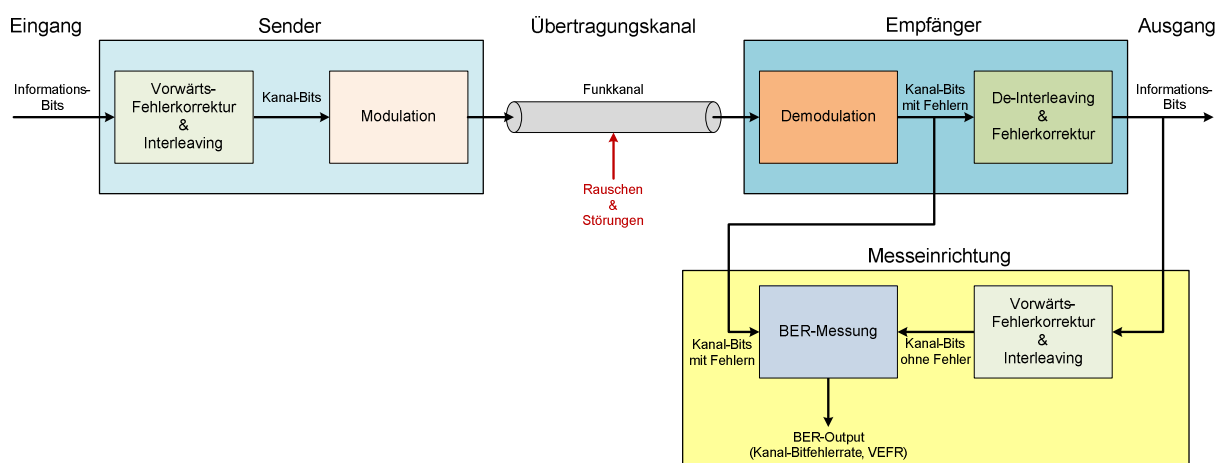 Eingang
Sender
Übertragungskanal
Empfänger
Ausgang
Informations-
Bits
Vorwärts-
Fehlerkorrektur
&
Interleaving
Kanal-Bits
Modulation
Funkkanal
Rauschen
&
Störungen
Demodulation
Kanal-Bits
mit Fehlern
De-Interleaving
&
Fehlerkorrektur
Informations-
Bits
Messeinrichtung
Kanal-Bits
mit Fehlern
BER-Messung
Kanal-Bits
ohne Fehler
Vorwärts-
Fehlerkorrektur
&
Interleaving
BER-Output
(Kanal-Bitfehlerrate, VEFR)